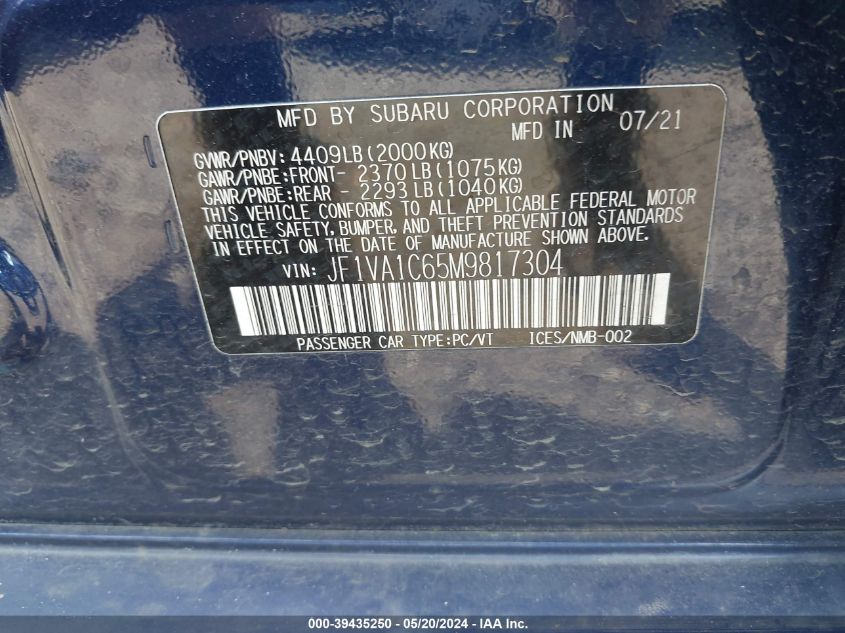 MFD BY SUBARU CORPORATION
MFD IN 07/21
GVWR/PNBV: 4409LB(2000KG)
GAWR/PNBE:FRONT- 2370LB(1075KG)
GAWR/PNBE:REAR - 2293LB(1040KG)
THIS VEHICLE CONFORMS TO ALL APPLICABLE FEDERAL MOTOR
VEHICLE SAFETY, BUMPER, AND THEFT PREVENTION STANDARDS
IN EFFECT ON THE DATE OF MANUFACTURE SHOWN ABOVE.
VIN: JF1VA1C65M9817304
PASSENGER CAR TYPE:PC/VT ICES/NMB-002
000-39435250 - 05/20/2024 - IAA Inc.